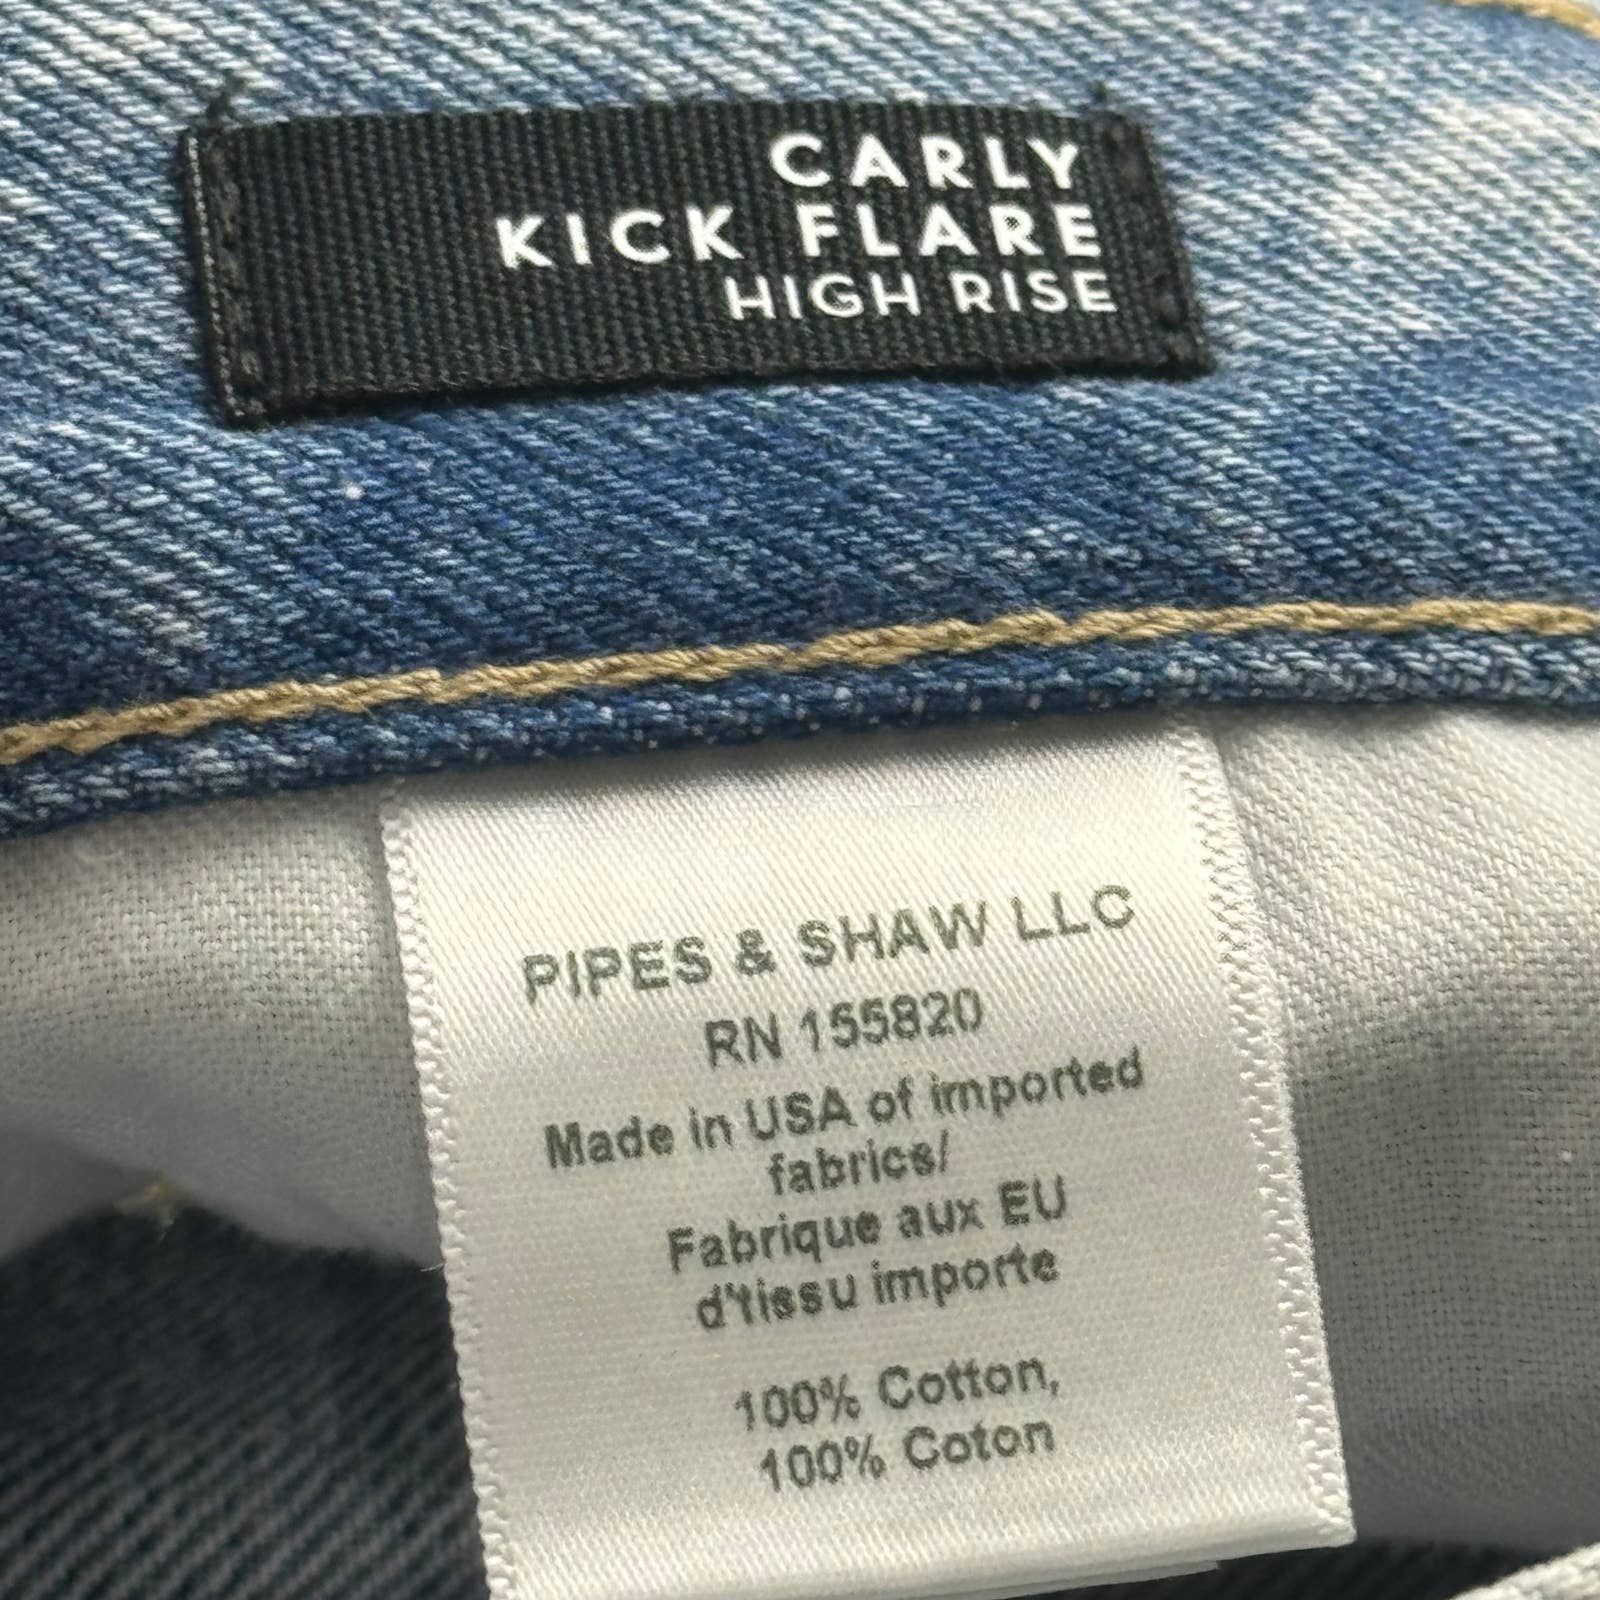 CARLY
KICK FLARE
HIGH RISE
PIPES & SHAW LLC
RN 155820
Made in USA of imported
fabrics/
Fabrique aux EU
d'tissu importe
100% Cotton,
100% Coton